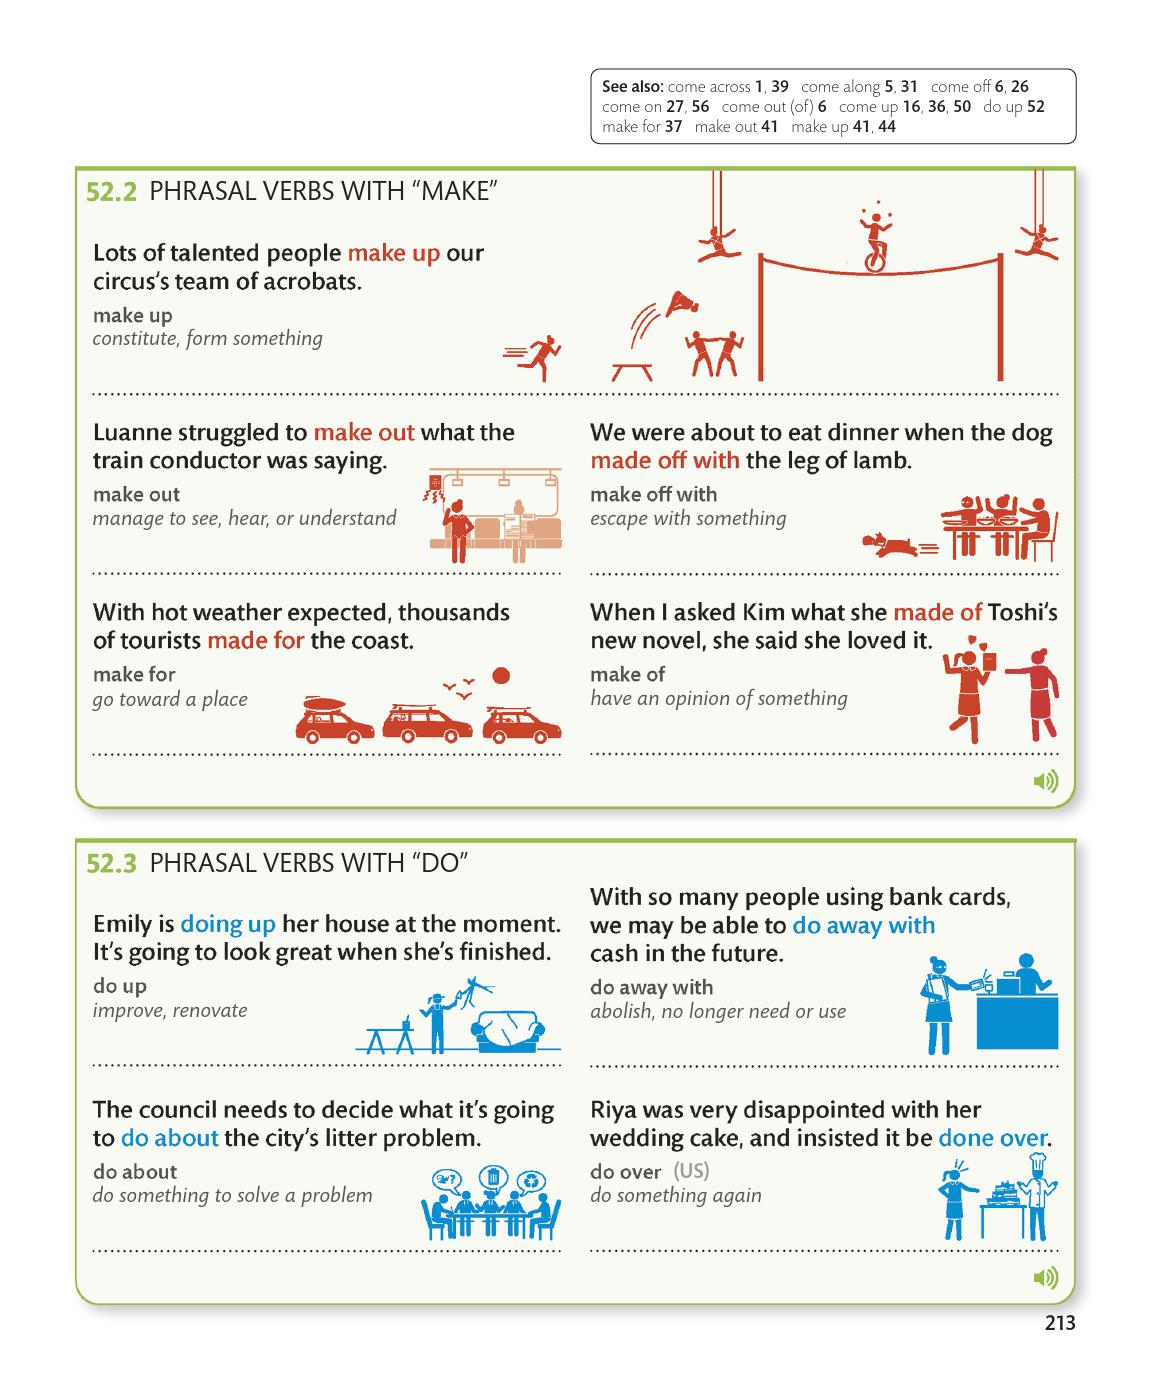 See also: come across 1, 39 come along 5, 31 come off 6, 26
come on 27, 56 come out (of) 6 come up 16, 36, 50 do up 52
make for 37 make out 41 make up 41, 44
52.2 PHRASAL VERBS WITH “MAKE”
Lots of talented people make up our
circus’s team of acrobats.
make up
constitute, form something
Luanne struggled to make out what the
train conductor was saying.
make out
manage to see, hear, or understand
We were about to eat dinner when the dog
made off with the leg of lamb.
make off with
escape with something
With hot weather expected, thousands
of tourists made for the coast.
make for
go toward a place
When I asked Kim what she made of Toshi’s
new novel, she said she loved it.
make of
have an opinion of something
52.3 PHRASAL VERBS WITH “DO”
Emily is doing up her house at the moment.
It’s going to look great when she’s finished.
do up
improve, renovate
With so many people using bank cards,
we may be able to do away with
cash in the future.
do away with
abolish, no longer need or use
The council needs to decide what it’s going
to do about the city’s litter problem.
do about
do something to solve a problem
Riya was very disappointed with her
wedding cake, and insisted it be done over.
do over (US)
do something again
213